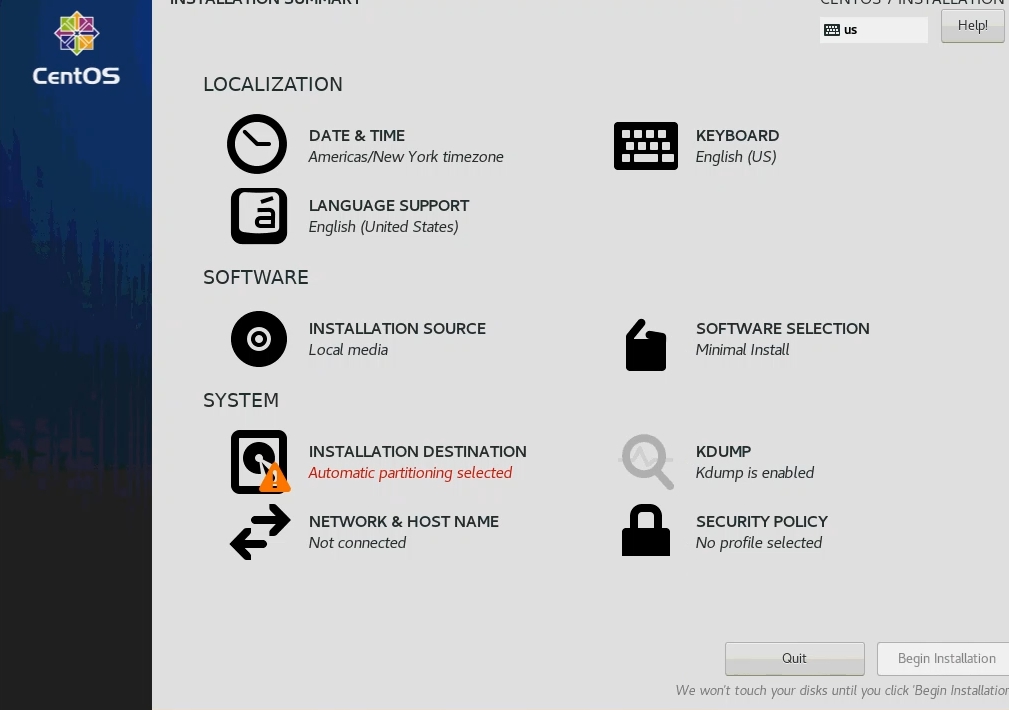 INSTALLATION SUMMARY
CENTOS 7 INSTALLATION
us
Help!
CentOS
LOCALIZATION
DATE & TIME
Americas/New York timezone
KEYBOARD
English (US)
LANGUAGE SUPPORT
English (United States)
SOFTWARE
INSTALLATION SOURCE
Local media
SOFTWARE SELECTION
Minimal Install
SYSTEM
INSTALLATION DESTINATION
Automatic partitioning selected
KDUMP
Kdump is enabled
NETWORK & HOST NAME
Not connected
SECURITY POLICY
No profile selected
Quit
Begin Installation
We won't touch your disks until you click 'Begin Installation